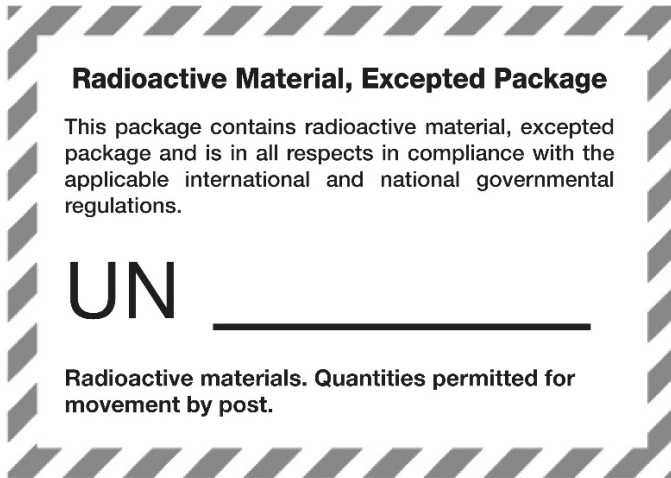 Radioactive Material, Excepted Package
This package contains radioactive material, excepted
package and is in all respects in compliance with the
applicable international and national governmental
regulations.
UN
Radioactive materials. Quantities permitted for
movement by post.